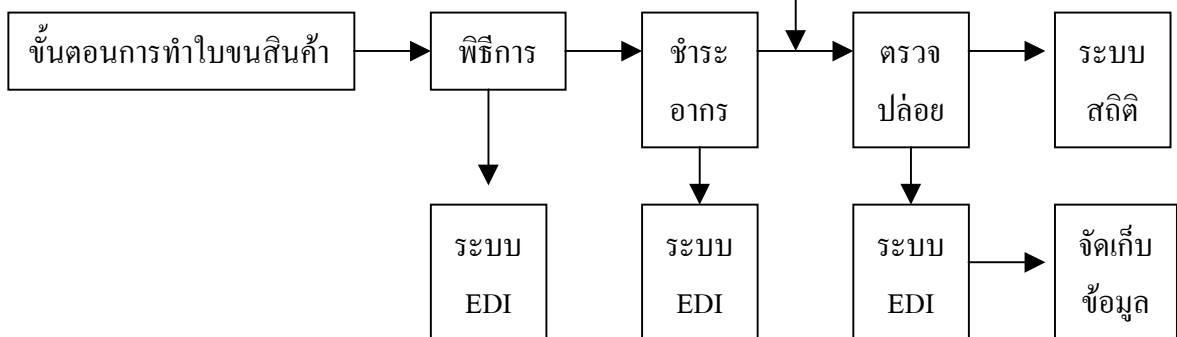 ขั้นตอนการทำใบขนสินค้า
พิธีการ
ชำระ
อากร
ตรวจ
ปล่อย
ระบบ
สถิติ
ระบบ
EDI
ระบบ
EDI
ระบบ
EDI
จัดเก็บ
ข้อมูล